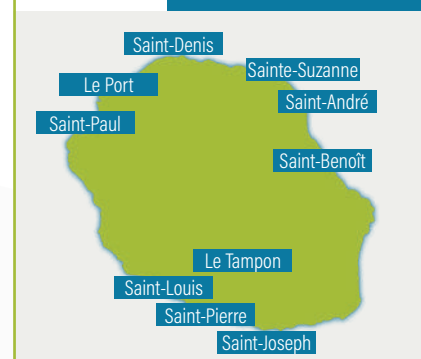 Saint-Denis
Sainte-Suzanne
Le Port
Saint-André
Saint-Paul
Saint-Benoît
Le Tampon
Saint-Louis
Saint-Pierre
Saint-Joseph